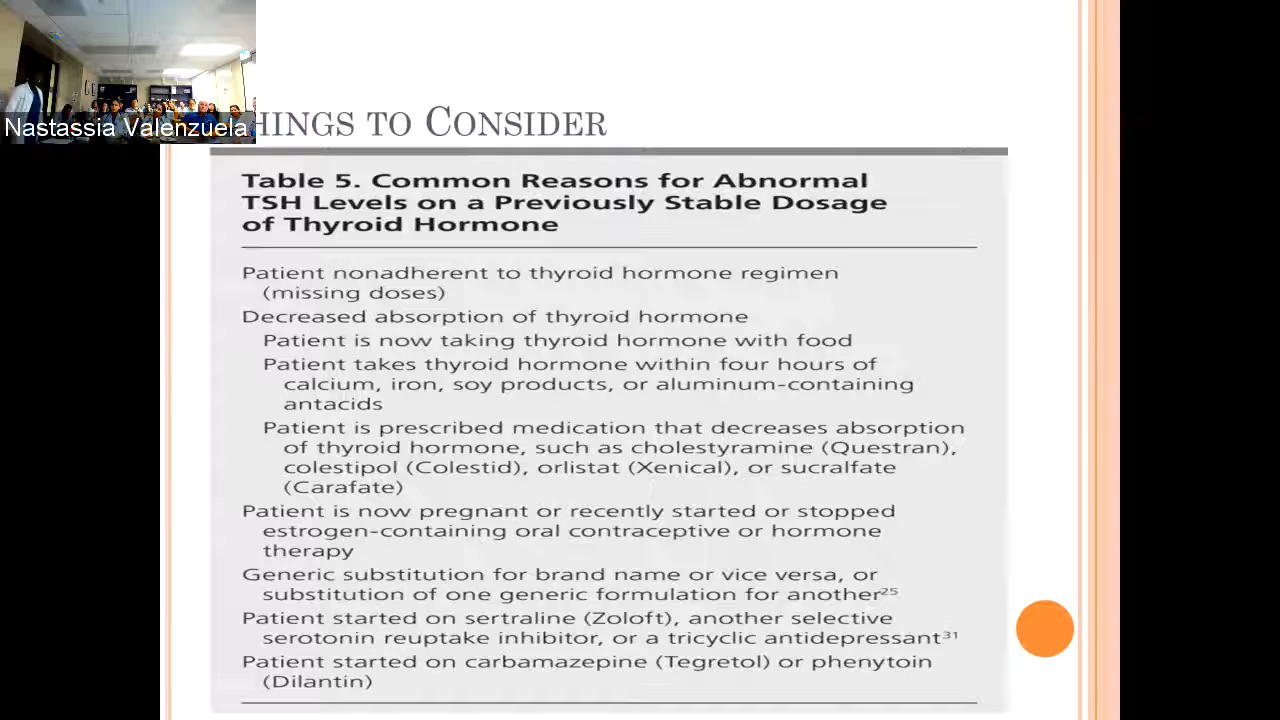 Nastassia Valenzuela
HINGS TO CONSIDER
Table 5. Common Reasons for Abnormal
TSH Levels on a Previously Stable Dosage
of Thyroid Hormone
Patient nonadherent to thyroid hormone regimen
(missing doses)
Decreased absorption of thyroid hormone
Patient is now taking thyroid hormone with food
Patient takes thyroid hormone within four hours of
calcium, iron, soy products, or aluminum-containing
antacids
Patient is prescribed medication that decreases absorption
of thyroid hormone, such as cholestyramine (Questran),
colestipol (Colestid), orlistat (Xenical), or sucralfate
(Carafate)
Patient is now pregnant or recently started or stopped
estrogen-containing oral contraceptive or hormone
therapy
Generic substitution for brand name or vice versa, or
substitution of one generic formulation for another²⁵
Patient started on sertraline (Zoloft), another selective
serotonin reuptake inhibitor, or a tricyclic antidepressant³¹
Patient started on carbamazepine (Tegretol) or phenytoin
(Dilantin)